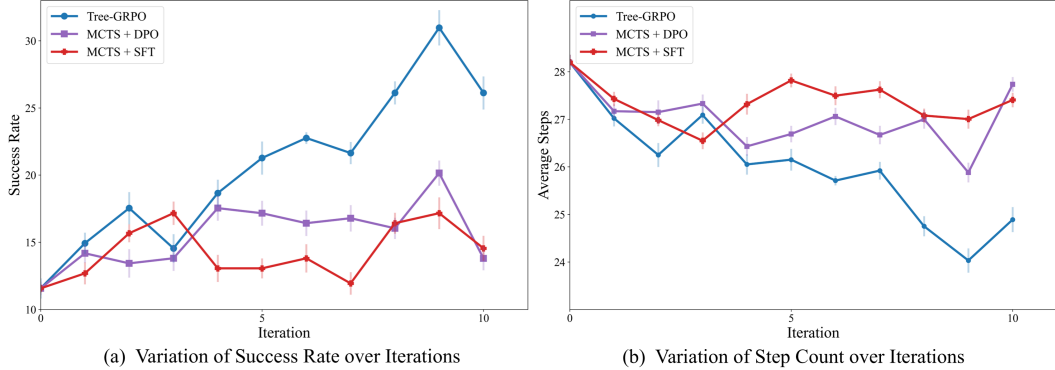 Tree-GRPO
MCTS + DPO
MCTS + SFT
Success Rate
30
25
20
15
10
0
5
10
Iteration
(a) Variation of Success Rate over Iterations
Tree-GRPO
MCTS + DPO
MCTS + SFT
Average Steps
28
27
26
25
24
0
5
10
Iteration
(b) Variation of Step Count over Iterations